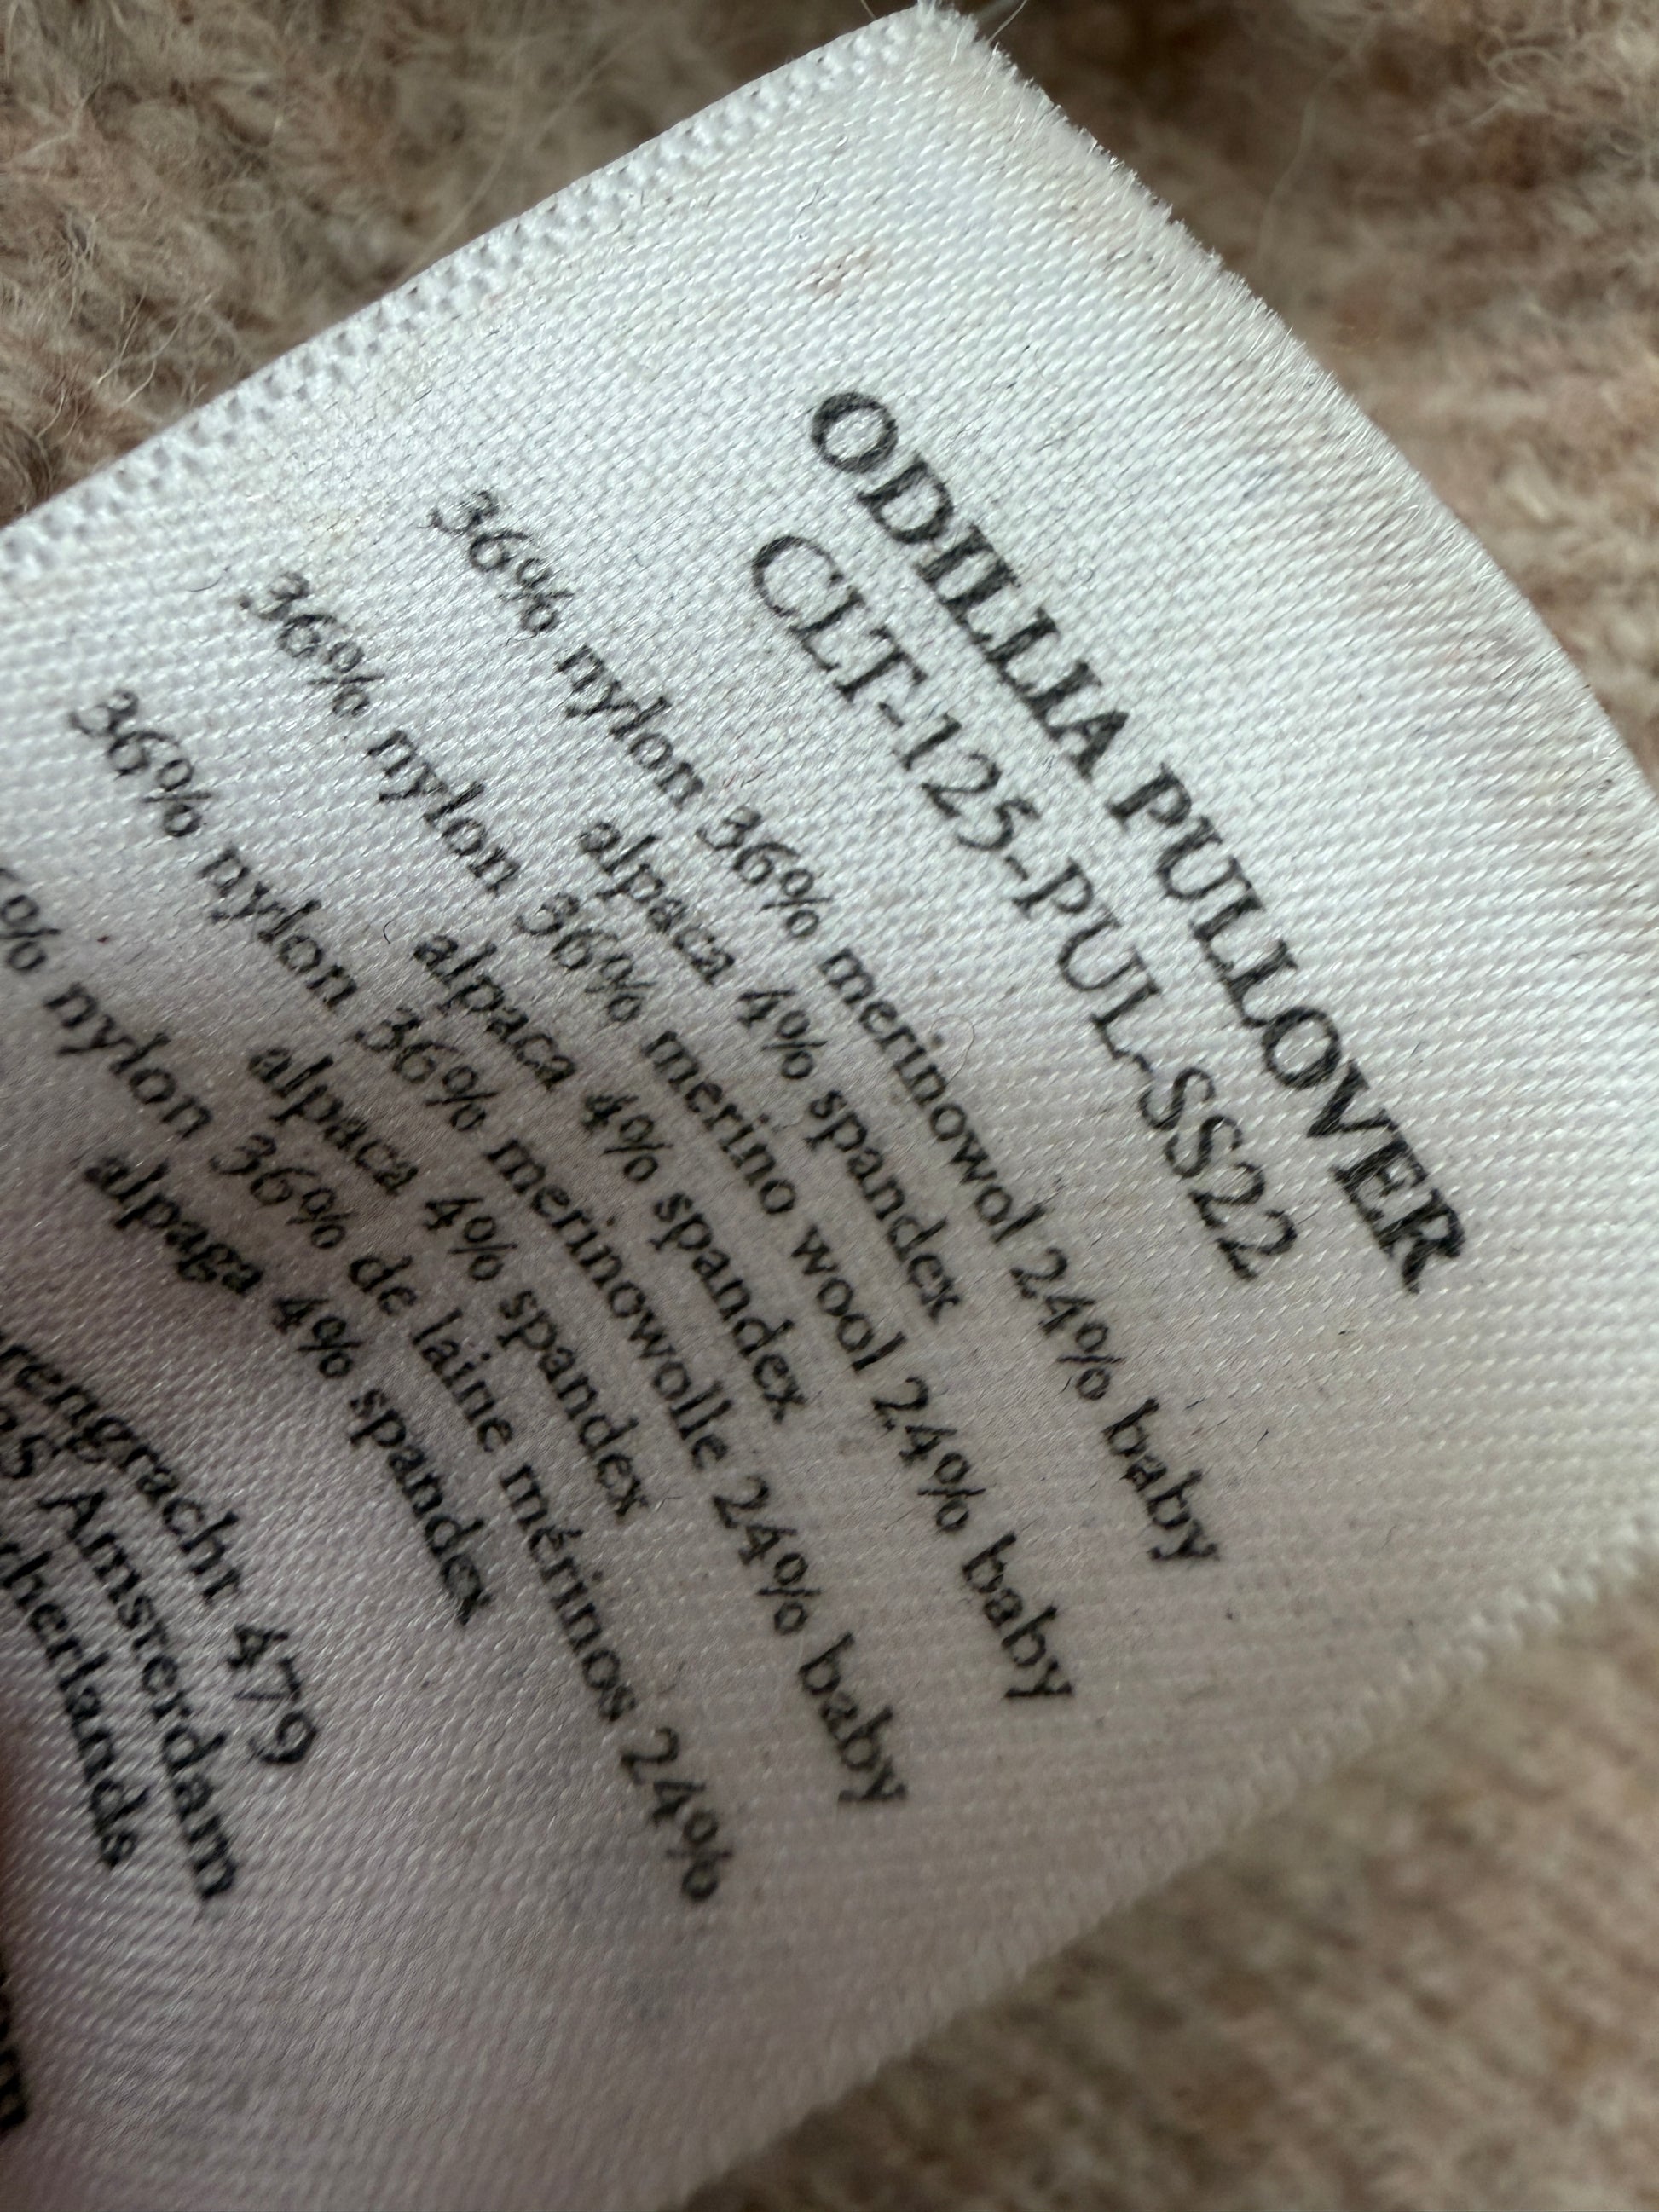 ODILLIA PULLOVER
CLT-125-PUL-SS22
36% nylon 36% merinowol 24% baby
alpaca 4% spandex
36% nylon 36% merino wool 24% baby
alpaca 4% spandex
36% nylon 36% merinowolle 24% baby
alpaca 4% spandex
% nylon 36% de laine mérinos 24%
alpaga 4% spandex
479
Amsterdam